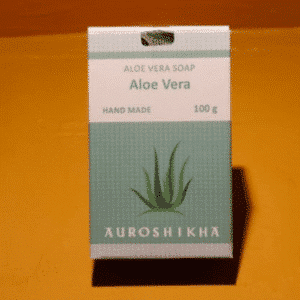 ALOE VERA SOAP
Aloe Vera
HAND MADE 100 g
AUROSHIKHA